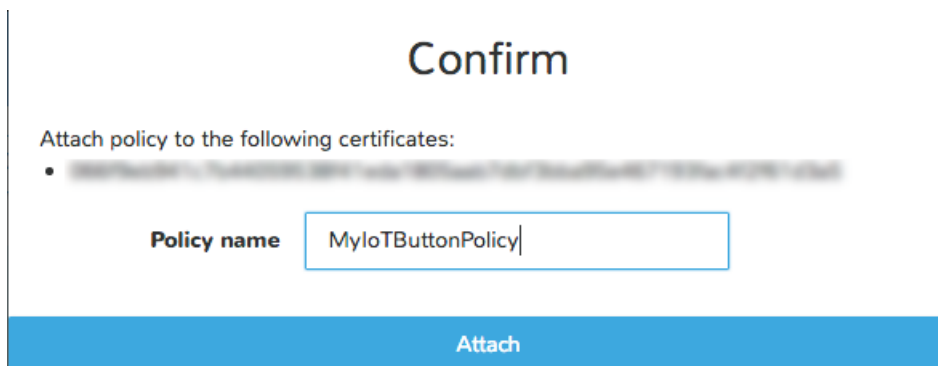 Confirm
Attach policy to the following certificates:
Policy name MyIoTButtonPolicy
Attach